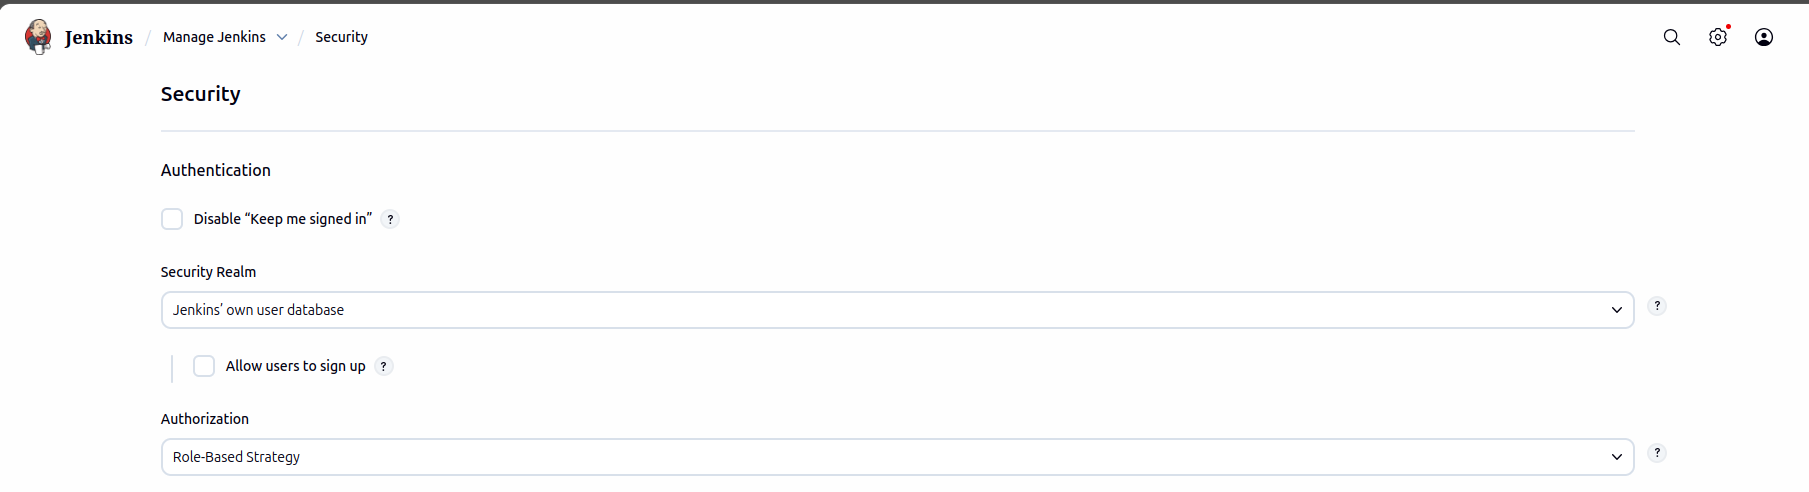 Jenkins / Manage Jenkins / Security
Security
Authentication
Disable “Keep me signed in” ?
Security Realm
Jenkins’ own user database
?
Allow users to sign up ?
Authorization
Role-Based Strategy
?